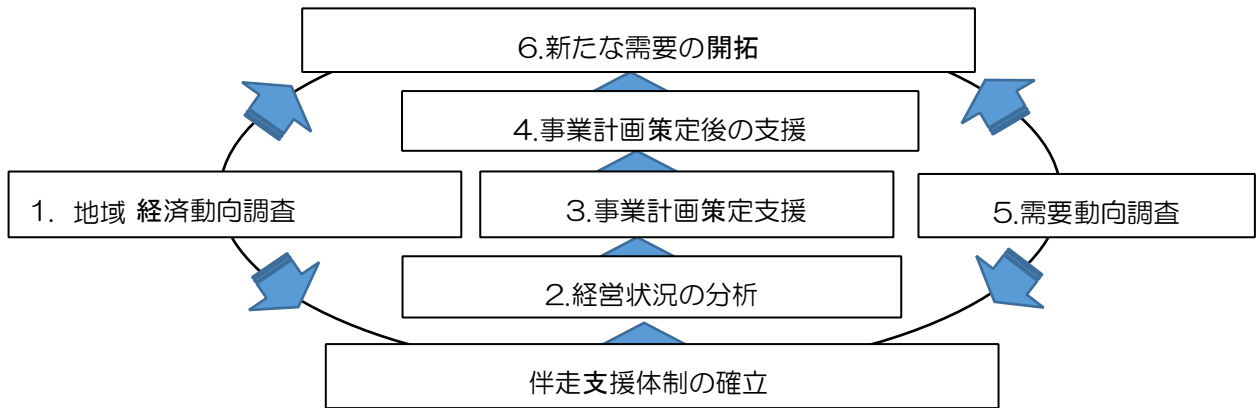 6.新たな需要の開拓
4.事業計画策定後の支援
1. 地域 経済動向調査
3.事業計画策定支援
5.需要動向調査
2.経営状況の分析
伴走支援体制の確立